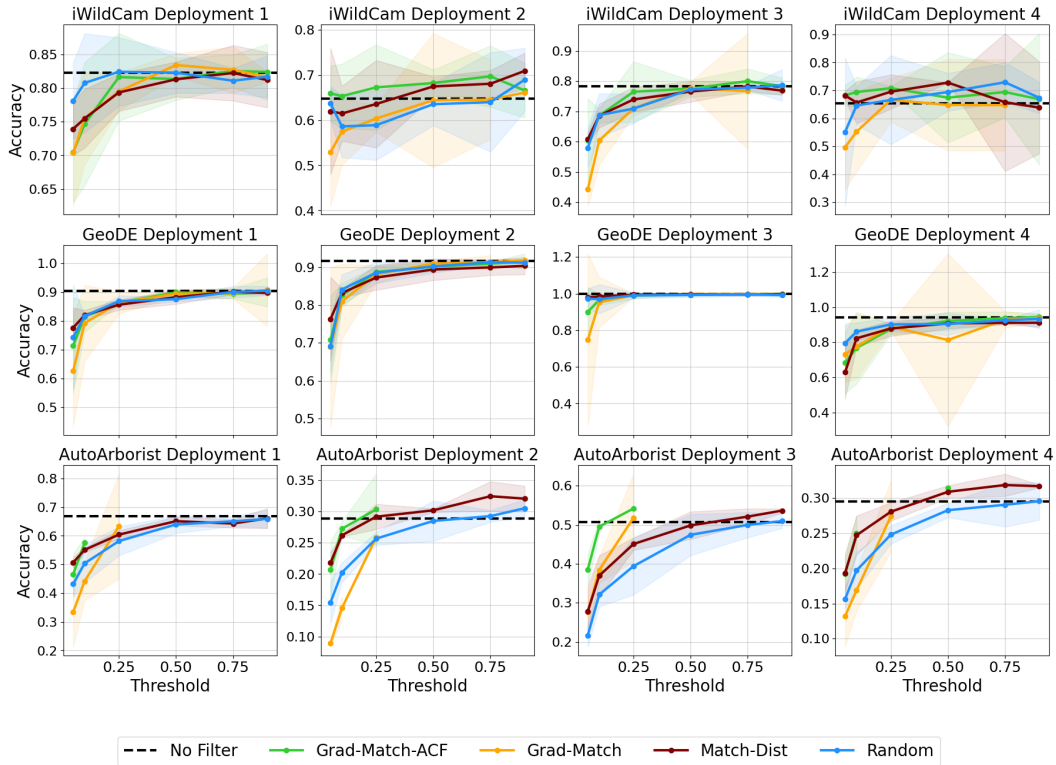 iWildCam Deployment 1
iWildCam Deployment 2
iWildCam Deployment 3
iWildCam Deployment 4
Accuracy
0.85
0.80
0.75
0.70
0.65
0.8
0.7
0.6
0.5
0.4
0.9
0.8
0.7
0.6
0.5
0.4
0.9
0.8
0.7
0.6
0.5
0.4
0.3
GeoDE Deployment 1
GeoDE Deployment 2
GeoDE Deployment 3
GeoDE Deployment 4
Accuracy
1.0
0.9
0.8
0.7
0.6
0.5
0.9
0.8
0.7
0.6
0.5
1.2
1.0
0.8
0.6
0.4
1.2
1.0
0.8
0.6
0.4
AutoArborist Deployment 1
AutoArborist Deployment 2
AutoArborist Deployment 3
AutoArborist Deployment 4
Accuracy
0.8
0.7
0.6
0.5
0.4
0.3
0.2
0.35
0.30
0.25
0.20
0.15
0.10
0.6
0.5
0.4
0.3
0.2
0.30
0.25
0.20
0.15
0.10
0.25 0.50 0.75
0.25 0.50 0.75
0.25 0.50 0.75
0.25 0.50 0.75
Threshold
Threshold
Threshold
Threshold
No Filter Grad-Match-ACF Grad-Match Match-Dist Random